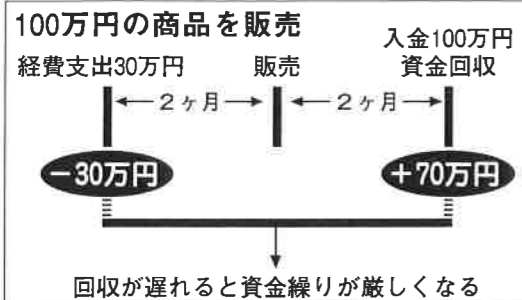 100万円の商品を販売
入金100万円
経費支出30万円 販売 資金回収
2ヶ月 2ヶ月
−30万円 +70万円
回収が遅れると資金繰りが厳しくなる